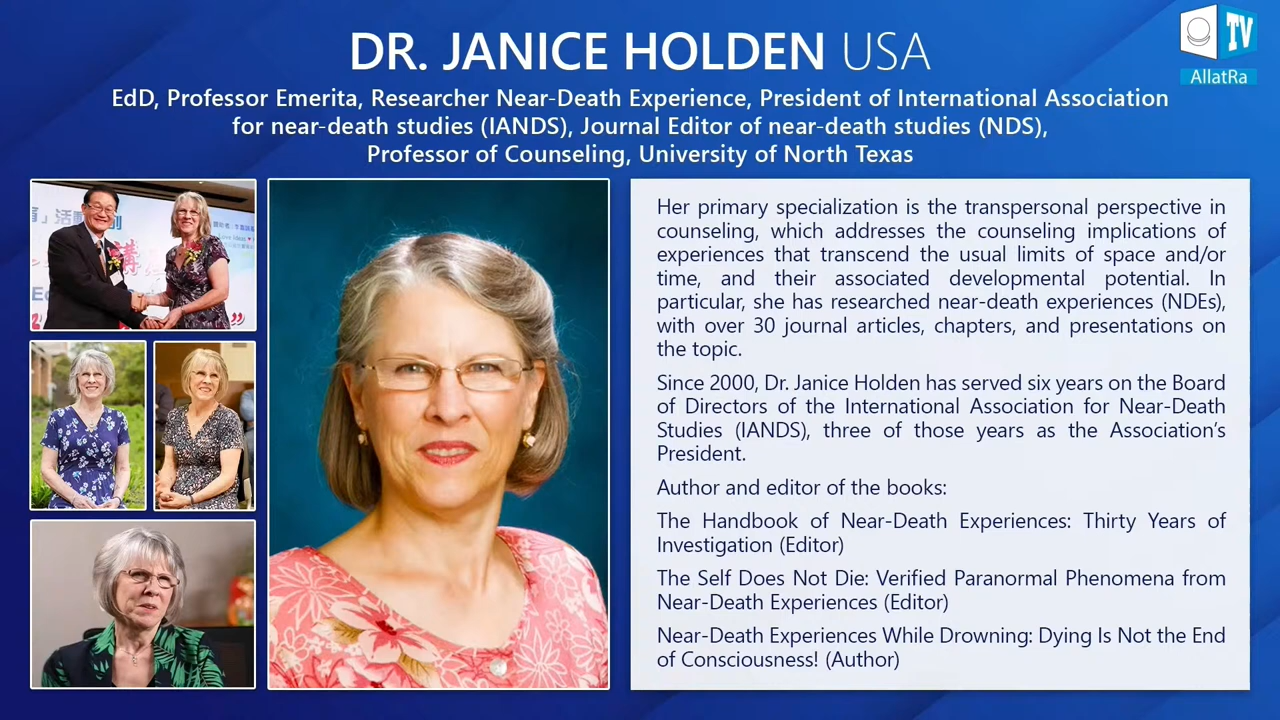 DR. JANICE HOLDEN USA
EdD, Professor Emerita, Researcher Near-Death Experience, President of International Association
for near-death studies (IANDS), Journal Editor of near-death studies (NDS),
Professor of Counseling, University of North Texas
TV
AllatRa
活動
講
Her primary specialization is the transpersonal perspective in
counseling, which addresses the counseling implications of
experiences that transcend the usual limits of space and/or
time, and their associated developmental potential. In
particular, she has researched near-death experiences (NDEs),
with over 30 journal articles, chapters, and presentations on
the topic.
Since 2000, Dr. Janice Holden has served six years on the Board
of Directors of the International Association for Near-Death
Studies (IANDS), three of those years as the Association's
President.
Author and editor of the books:
The Handbook of Near-Death Experiences: Thirty Years of
Investigation (Editor)
The Self Does Not Die: Verified Paranormal Phenomena from
Near-Death Experiences (Editor)
Near-Death Experiences While Drowning: Dying Is Not the End
of Consciousness! (Author)